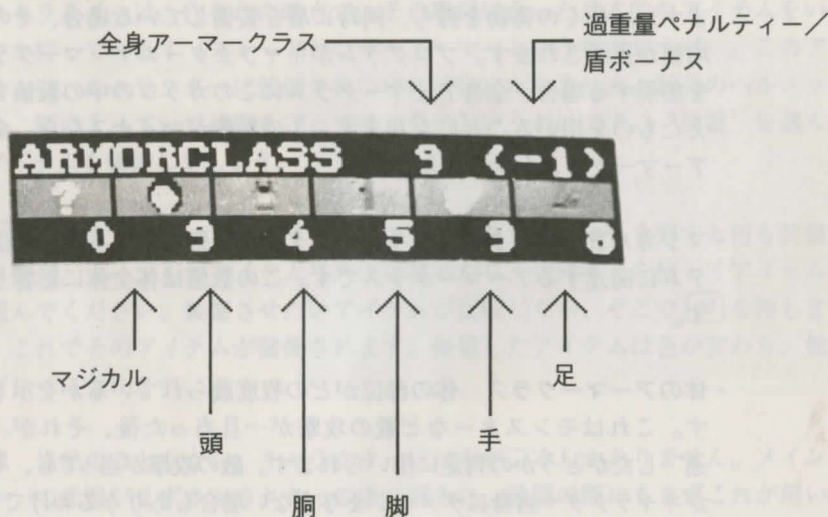 全身アーマークラス
過重量ペナルティー／
盾ボーナス
ARMORCLASS 9 (-1)
0 9 4 5 9 8
マジカル
頭
胴
脚
手
足